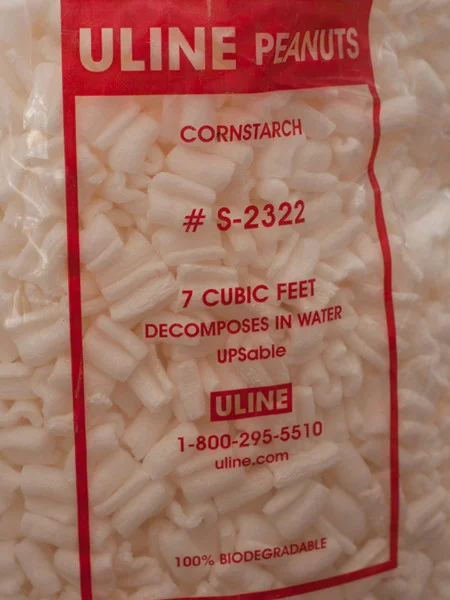 ULINE PEANUTS
CORNSTARCH
# S-2322
7 CUBIC FEET
DECOMPOSES IN WATER
UPSable
ULINE
1-800-295-5510
uline.com
100% BIODEGRADABLE